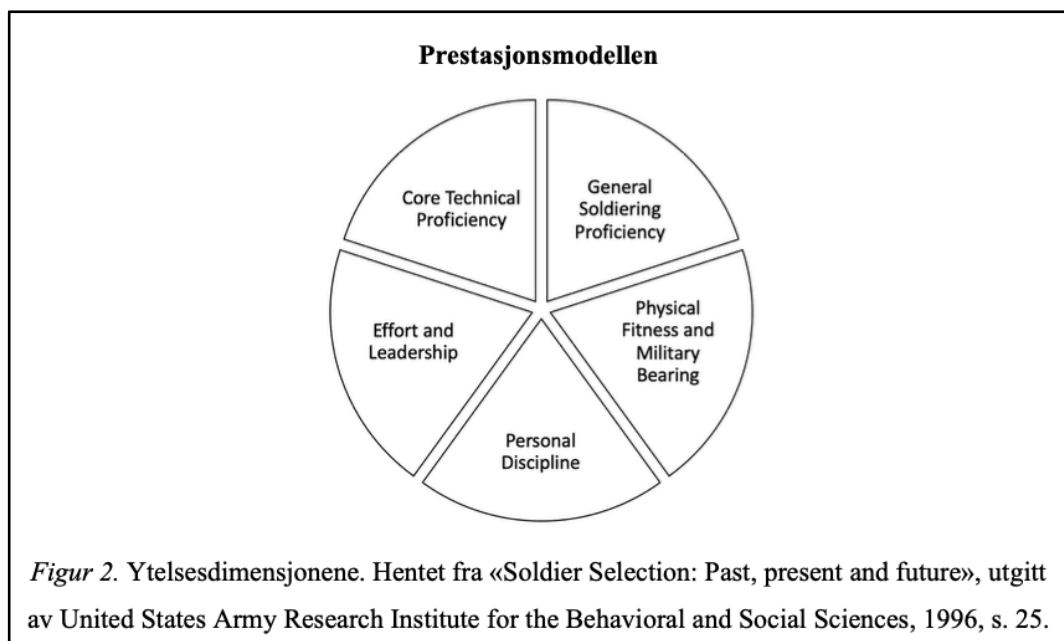 Prestasjonsmodellen
Core Technical
Proficiency
General
Soldiering
Proficiency
Effort and
Leadership
Physical
Fitness and
Military
Bearing
Personal
Discipline
Figur 2. Ytelsesdimensjonene. Hentet fra «Soldier Selection: Past, present and future», utgitt
av United States Army Research Institute for the Behavioral and Social Sciences, 1996, s. 25.